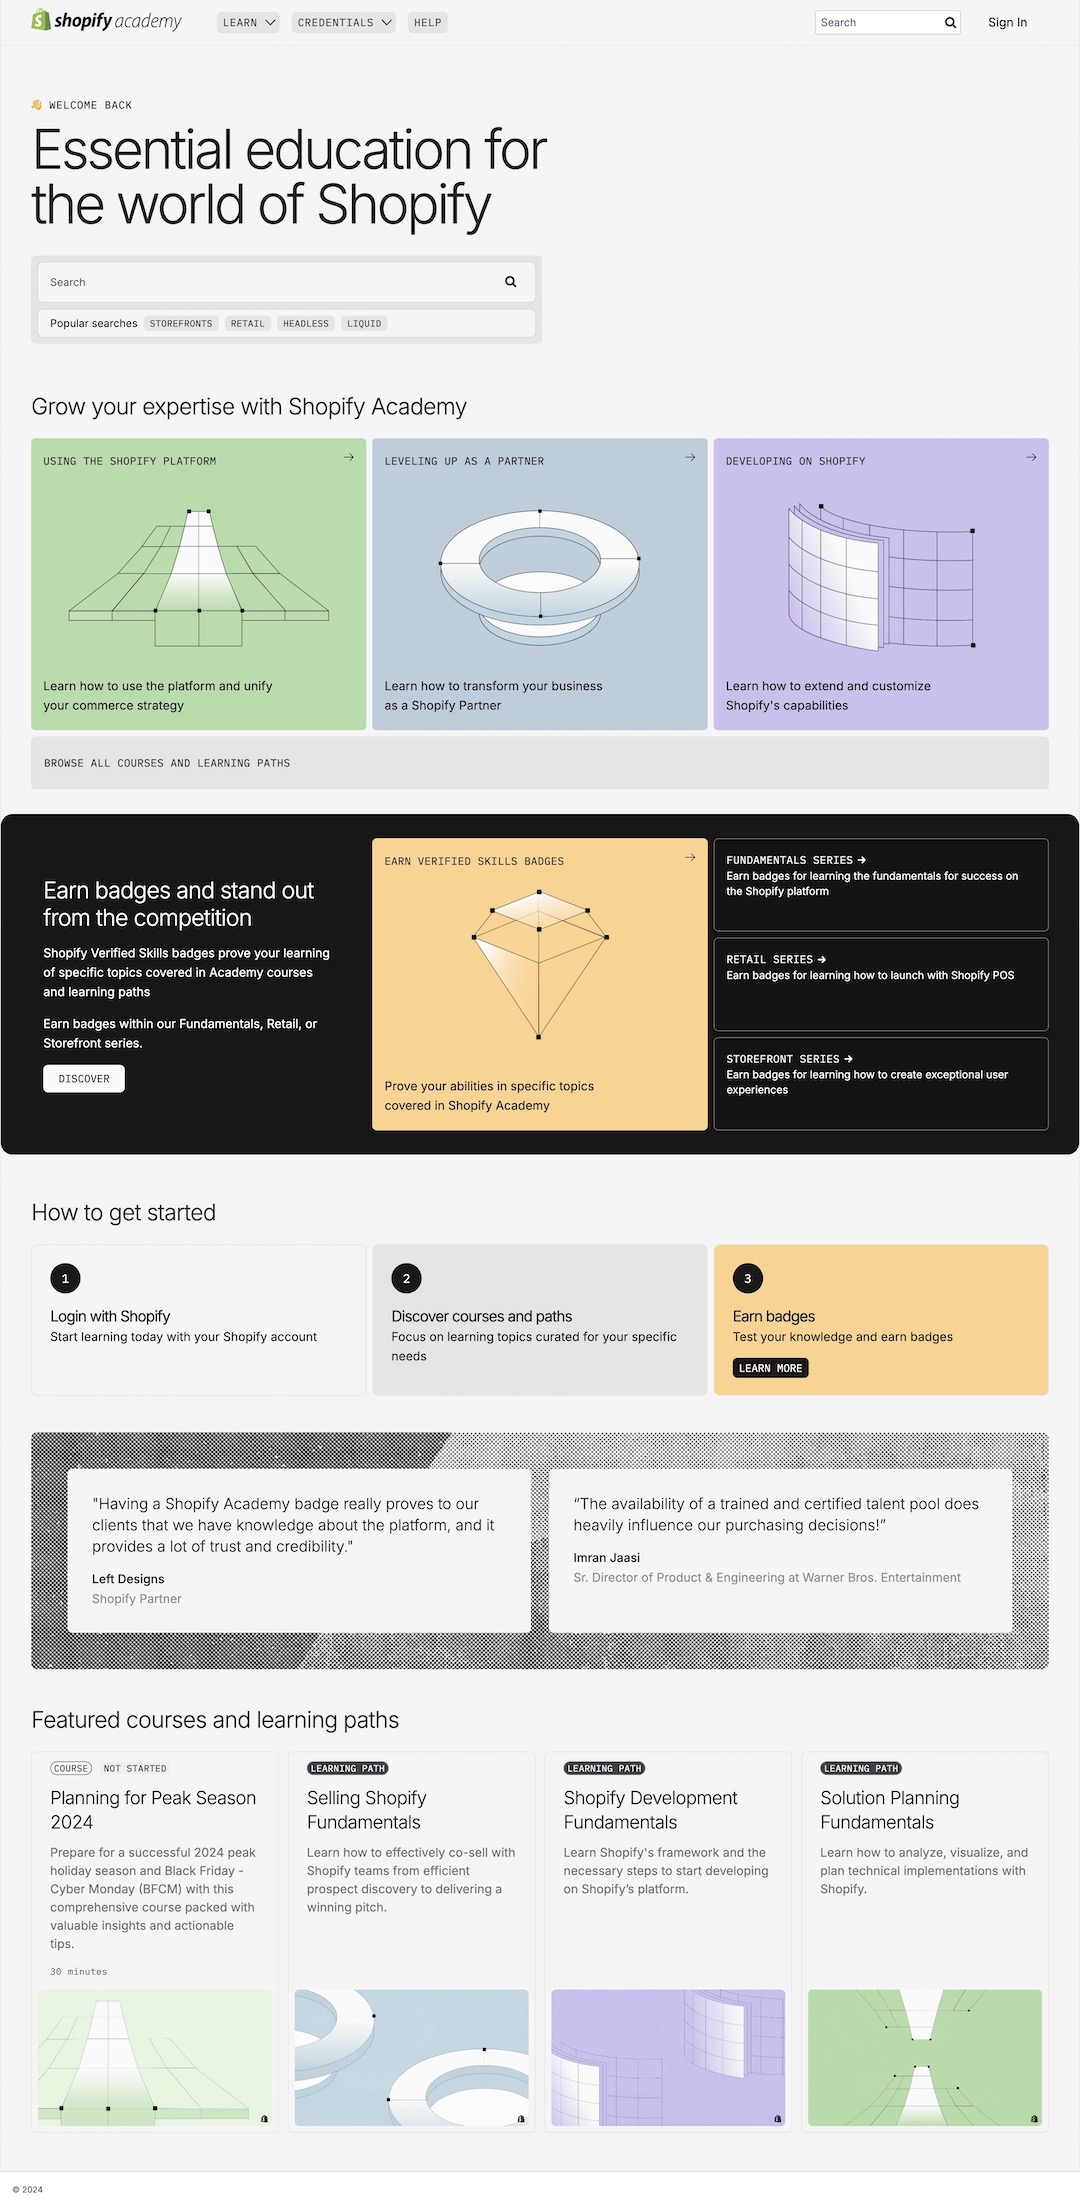 shopify academy
LEARN
CREDENTIALS
HELP
Search
Sign In
WELCOME BACK
Essential education for
the world of Shopify
Search
Popular searches STOREFRONTS RETAIL HEADLESS LIQUID
Grow your expertise with Shopify Academy
USING THE SHOPIFY PLATFORM
Learn how to use the platform and unify
your commerce strategy
LEVELING UP AS A PARTNER
Learn how to transform your business
as a Shopify Partner
DEVELOPING ON SHOPIFY
Learn how to extend and customize
Shopify's capabilities
BROWSE ALL COURSES AND LEARNING PATHS
Earn badges and stand out
from the competition
Shopify Verified Skills badges prove your learning
of specific topics covered in Academy courses
and learning paths
Earn badges within our Fundamentals, Retail, or
Storefront series.
DISCOVER
EARN VERIFIED SKILLS BADGES
Prove your abilities in specific topics
covered in Shopify Academy
FUNDAMENTALS SERIES →
Earn badges for learning the fundamentals for success on
the Shopify platform
RETAIL SERIES →
Earn badges for learning how to launch with Shopify POS
STOREFRONT SERIES →
Earn badges for learning how to create exceptional user
experiences
How to get started
1
Login with Shopify
Start learning today with your Shopify account
2
Discover courses and paths
Focus on learning topics curated for your specific
needs
3
Earn badges
Test your knowledge and earn badges
LEARN MORE
"Having a Shopify Academy badge really proves to our
clients that we have knowledge about the platform, and it
provides a lot of trust and credibility."
Left Designs
Shopify Partner
“The availability of a trained and certified talent pool does
heavily influence our purchasing decisions!”
Imran Jaasi
Sr. Director of Product & Engineering at Warner Bros. Entertainment
Featured courses and learning paths
COURSE NOT STARTED
Planning for Peak Season
2024
Prepare for a successful 2024 peak
holiday season and Black Friday -
Cyber Monday (BFCM) with this
comprehensive course packed with
valuable insights and actionable
tips.
30 minutes
LEARNING PATH
Selling Shopify
Fundamentals
Learn how to effectively co-sell with
Shopify teams from efficient
prospect discovery to delivering a
winning pitch.
LEARNING PATH
Shopify Development
Fundamentals
Learn Shopify's framework and the
necessary steps to start developing
on Shopify’s platform.
LEARNING PATH
Solution Planning
Fundamentals
Learn how to analyze, visualize, and
plan technical implementations with
Shopify.
© 2024